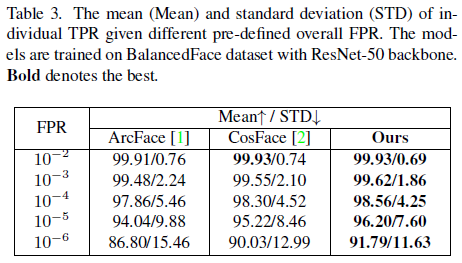 Table 3. The mean (Mean) and standard deviation (STD) of in-
dividual TPR given different pre-defined overall FPR. The mod-
els are trained on BalancedFace dataset with ResNet-50 backbone.
Bold denotes the best.
FPR Mean↑ / STD↓
ArcFace [1] CosFace [2] Ours
10⁻² 99.91/0.76 99.93/0.74 99.93/0.69
10⁻³ 99.48/2.24 99.55/2.10 99.62/1.86
10⁻⁴ 97.86/5.46 98.30/4.52 98.56/4.25
10⁻⁵ 94.04/9.88 95.22/8.46 96.20/7.60
10⁻⁶ 86.80/15.46 90.03/12.99 91.79/11.63